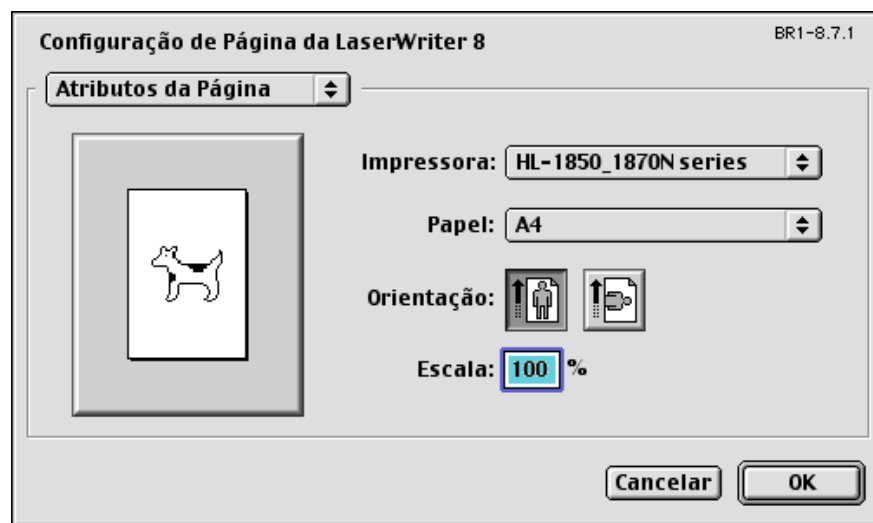 Configuração de Página da LaserWriter 8
BR1-8.7.1
Atributos da Página
Impressora: HL-1850_1870N series
Papel: A4
Orientação:
Escala: 100 %
Cancelar OK